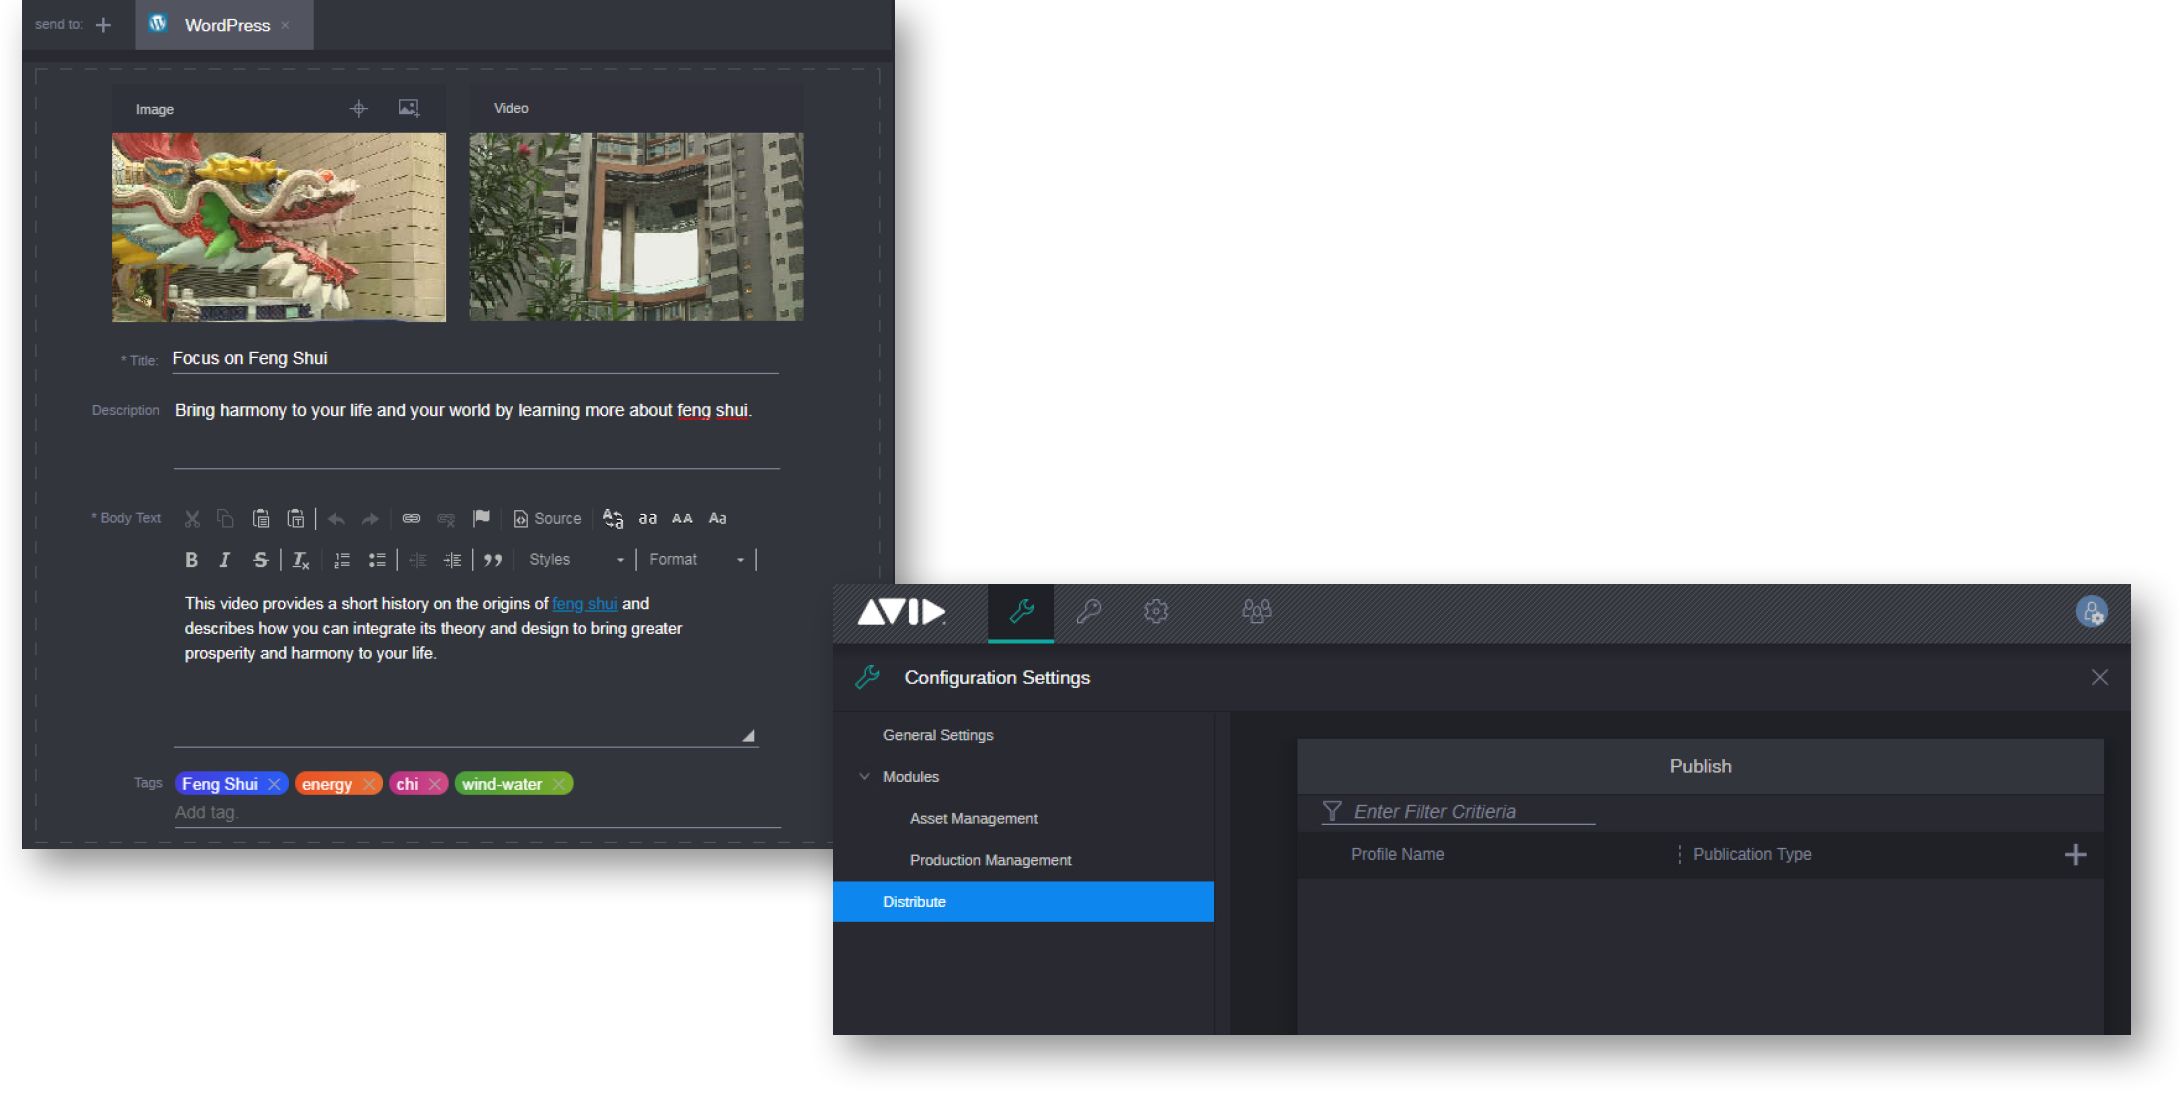 send to:
WordPress
Image
Video
* Title: Focus on Feng Shui
Description Bring harmony to your life and your world by learning more about feng shui.
* Body Text
Source
aa AA Aa
B I S Tx
Styles
Format
This video provides a short history on the origins of feng shui and
describes how you can integrate its theory and design to bring greater
prosperity and harmony to your life.
Tags Feng Shui energy chi wind-water
Add tag.
AVID
Configuration Settings
General Settings
Modules
Asset Management
Production Management
Distribute
Publish
Enter Filter Critieria
Profile Name Publication Type